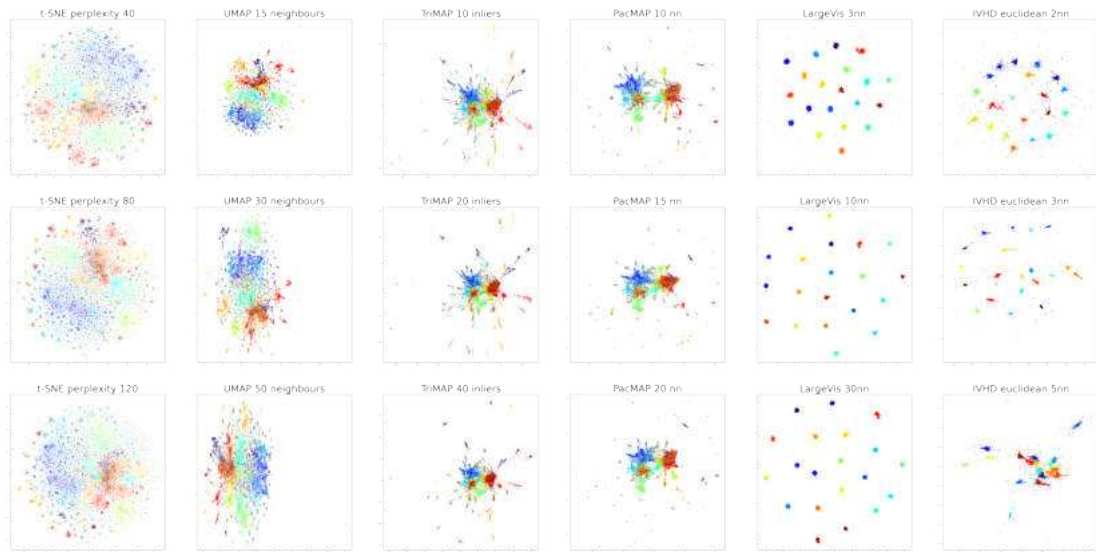 t-SNE perplexity 40
UMAP 15 neighbours
TriMAP 10 inliers
PacMAP 10 nn
LargeVis 3nn
IVHD euclidean 2nn
t-SNE perplexity 80
UMAP 30 neighbours
TriMAP 20 inliers
PacMAP 15 nn
LargeVis 10nn
IVHD euclidean 3nn
t-SNE perplexity 120
UMAP 50 neighbours
TriMAP 40 inliers
PacMAP 20 nn
LargeVis 30nn
IVHD euclidean 5nn